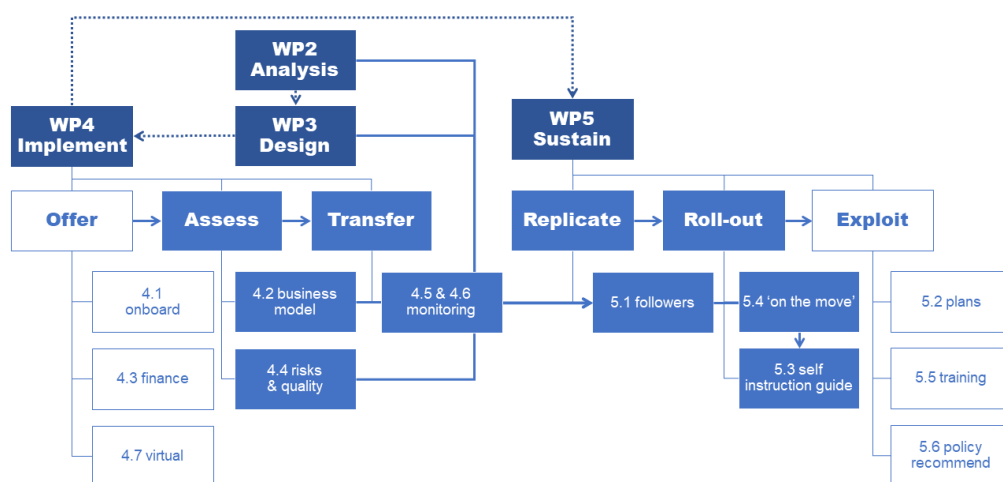 WP2
Analysis
WP4
Implement
WP3
Design
WP5
Sustain
Offer
Assess
Transfer
Replicate
Roll-out
Exploit
4.1
onboard
4.2 business
model
4.5 & 4.6
monitoring
5.1 followers
5.4 ‘on the move’
5.2 plans
4.3 finance
4.4 risks
& quality
5.3 self
instruction guide
5.5 training
4.7 virtual
5.6 policy
recommend